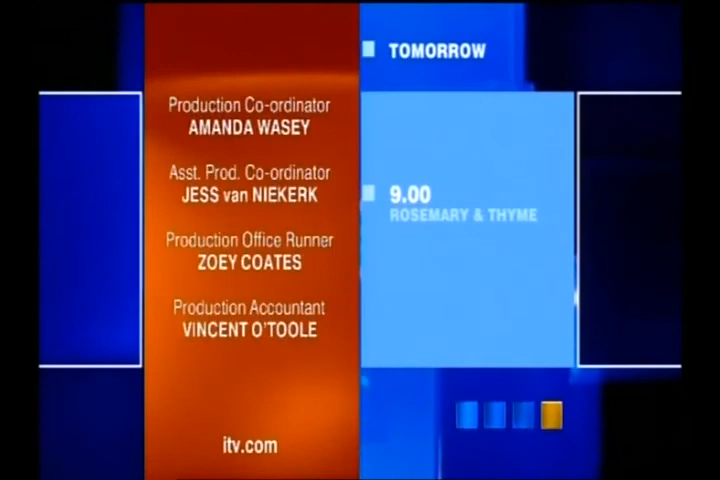 Production Co-ordinator
AMANDA WASEY
Asst. Prod. Co-ordinator
JESS van NIEKERK
Production Office Runner
ZOEY COATES
Production Accountant
VINCENT O'TOOLE
itv.com
TOMORROW
9.00
ROSEMARY & THYME